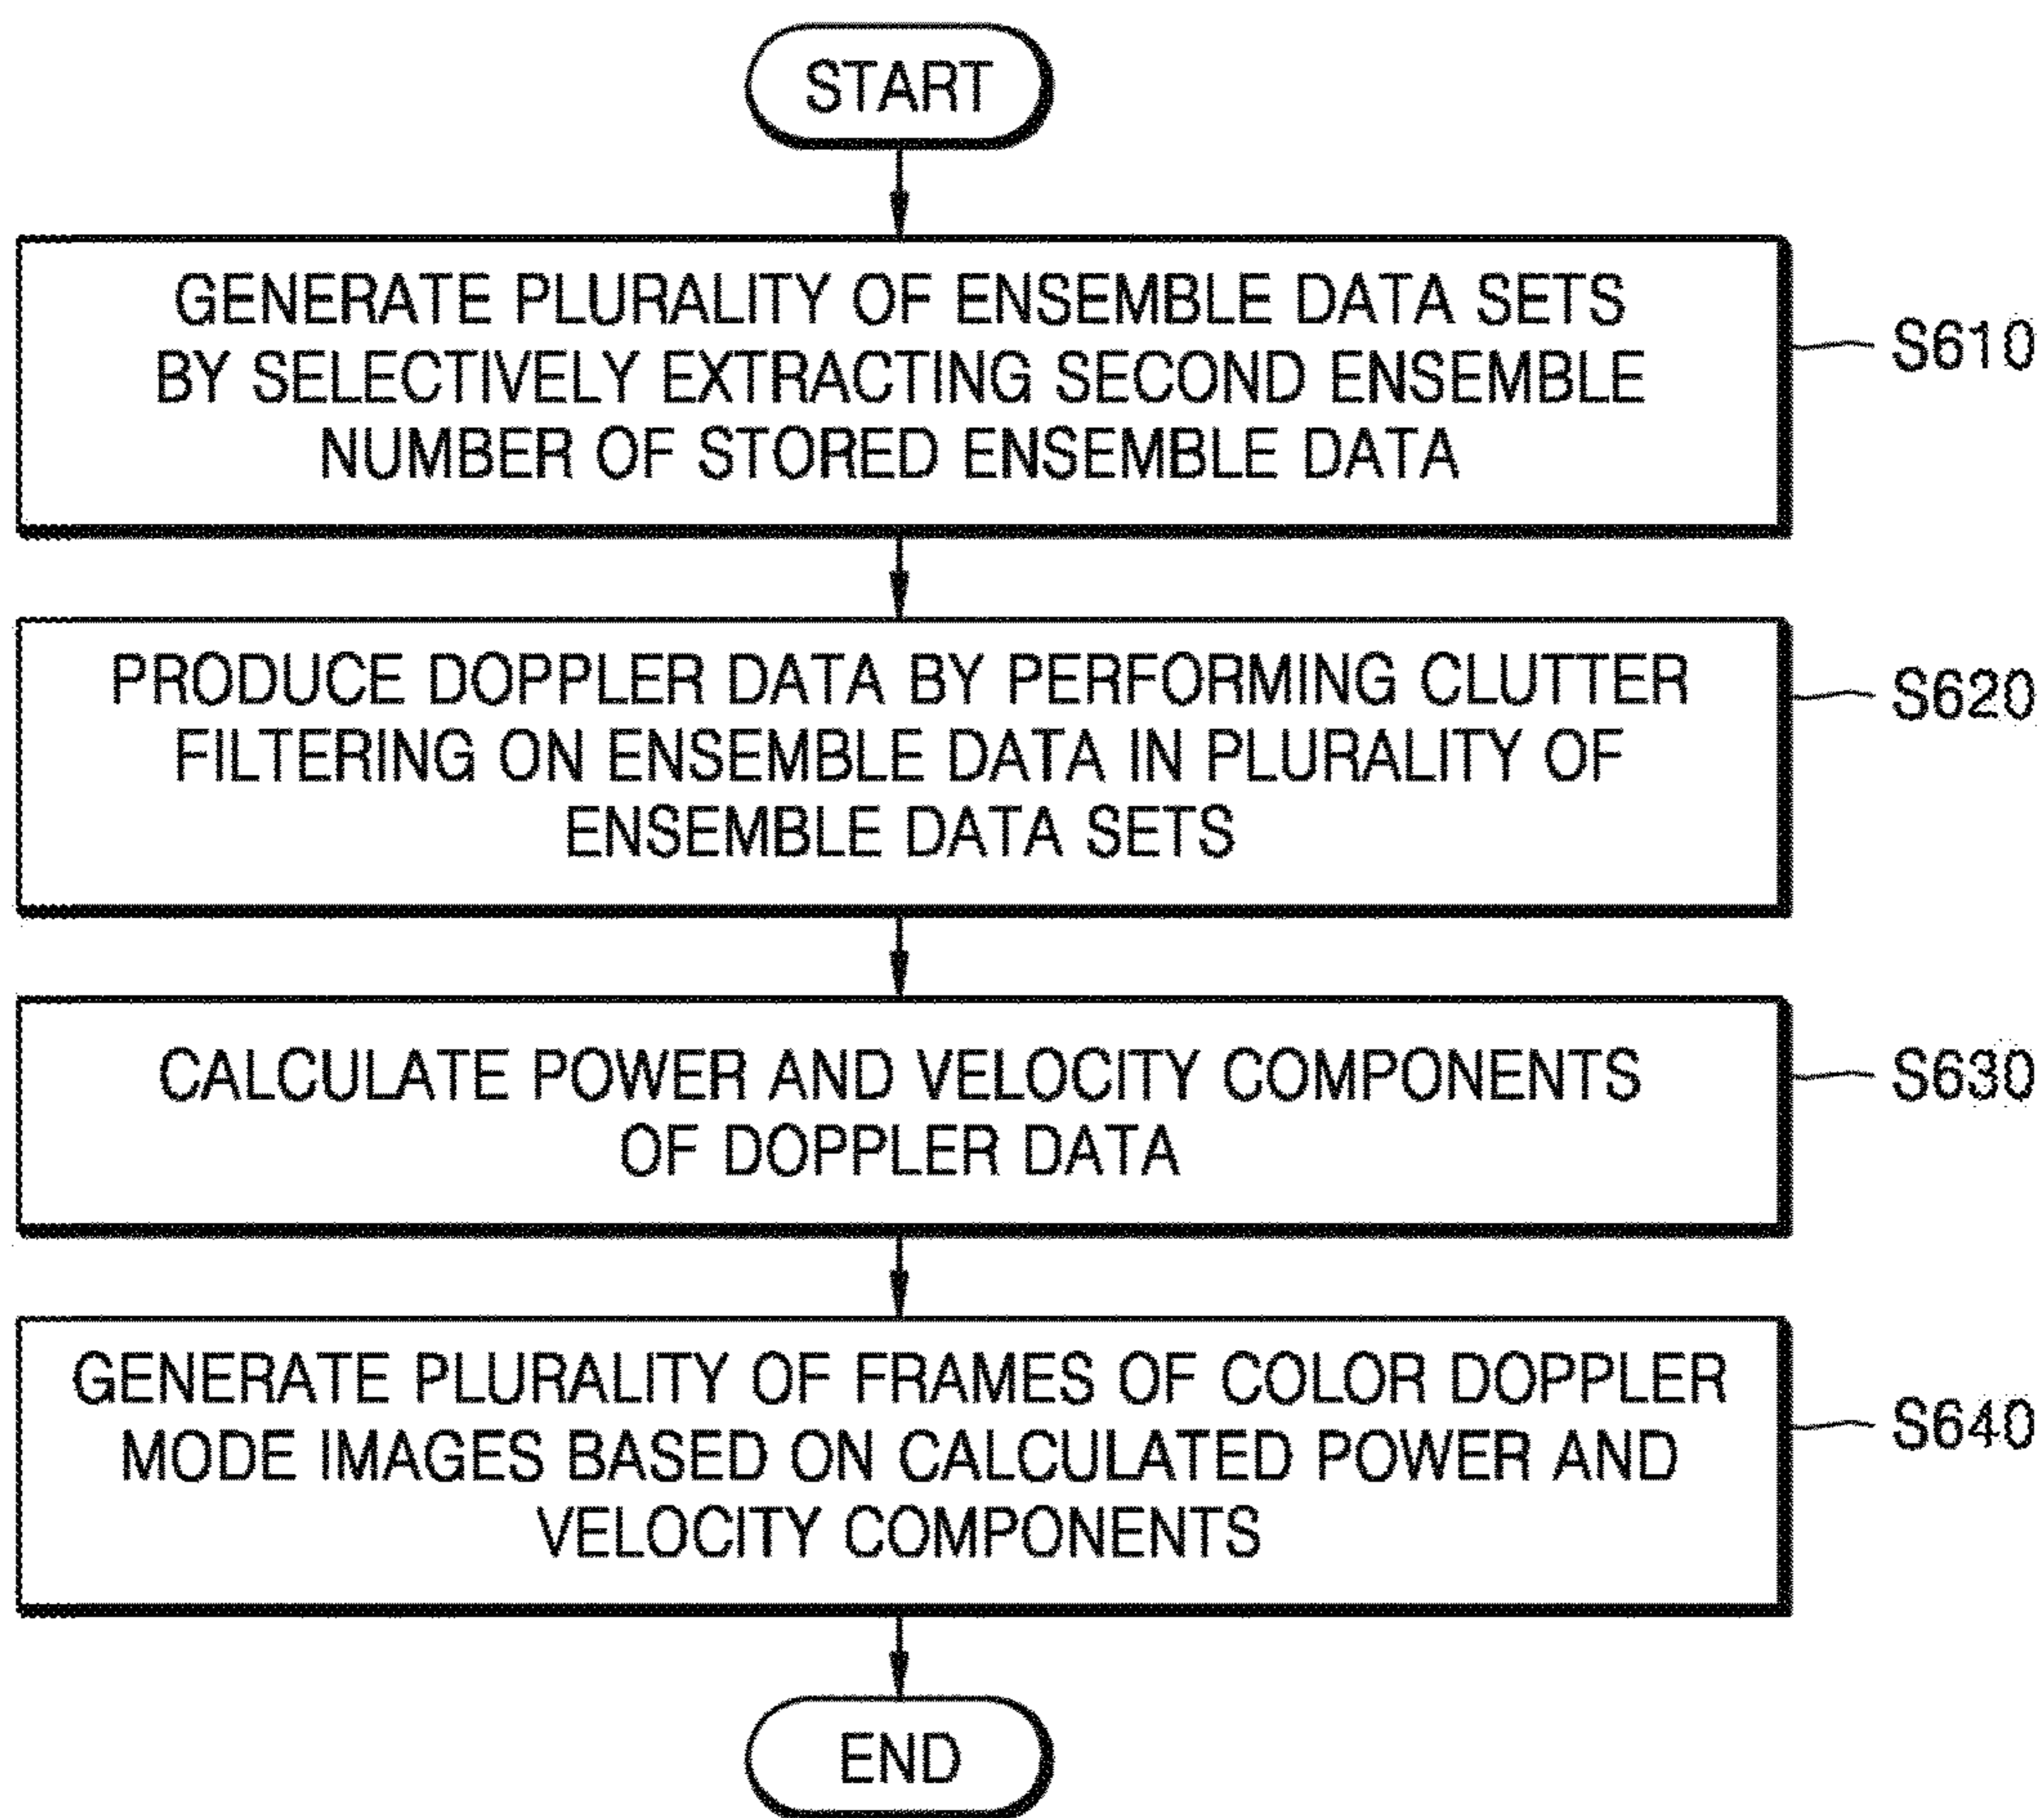 START
GENERATE PLURALITY OF ENSEMBLE DATA SETS
BY SELECTIVELY EXTRACTING SECOND ENSEMBLE
NUMBER OF STORED ENSEMBLE DATA
S610
PRODUCE DOPPLER DATA BY PERFORMING CLUTTER
FILTERING ON ENSEMBLE DATA IN PLURALITY OF
ENSEMBLE DATA SETS
S620
CALCULATE POWER AND VELOCITY COMPONENTS
OF DOPPLER DATA
S630
GENERATE PLURALITY OF FRAMES OF COLOR DOPPLER
MODE IMAGES BASED ON CALCULATED POWER AND
VELOCITY COMPONENTS
S640
END